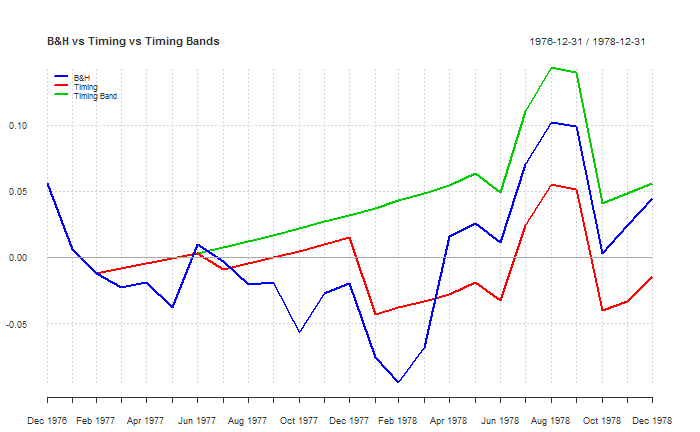 B&H vs Timing vs Timing Bands 1976-12-31 / 1978-12-31
B&H
Timing
Timing Band
0.10
0.05
0.00
-0.05
Dec 1976 Feb 1977 Apr 1977 Jun 1977 Aug 1977 Oct 1977 Dec 1977 Feb 1978 Apr 1978 Jun 1978 Aug 1978 Oct 1978 Dec 1978